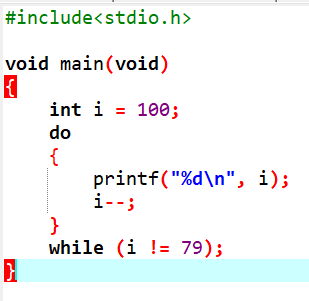 #include<stdio.h>
void main(void)
{
    int i = 100;
    do
    {
        printf("%d\n", i);
        i--;
    }
    while (i != 79);
}